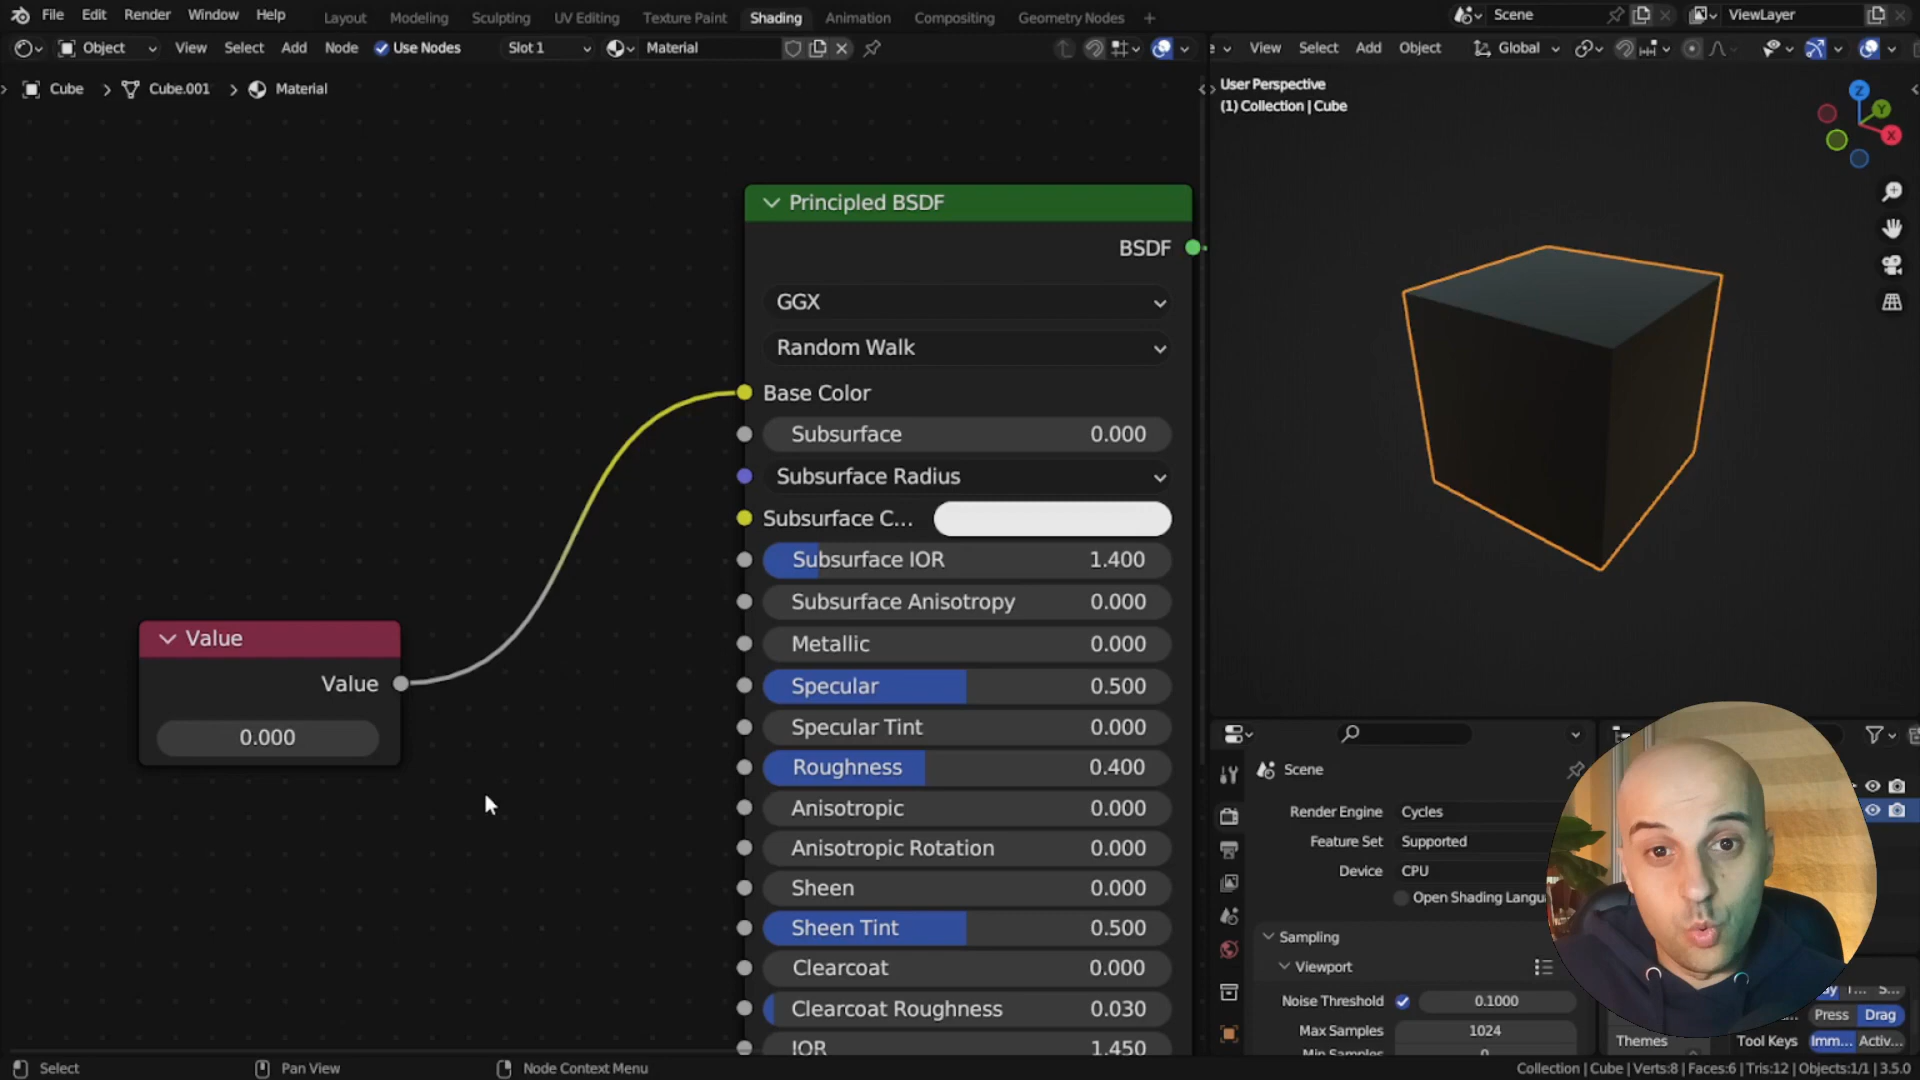 File Edit Render Window Help Layout Modeling Sculpting UV Editing Texture Paint Shading Animation Compositing Geometry Nodes + Scene ViewLayer
Object View Select Add Node Use Nodes Slot 1 Material View Select Add Object Global
Cube > Cube.001 > Material
User Perspective
(1) Collection | Cube
Z
Y
X
Principled BSDF
BSDF
GGX
Random Walk
Base Color
Subsurface 0.000
Subsurface Radius
Subsurface C...
Subsurface IOR 1.400
Subsurface Anisotropy 0.000
Metallic 0.000
Specular 0.500
Specular Tint 0.000
Roughness 0.400
Anisotropic 0.000
Anisotropic Rotation 0.000
Sheen 0.000
Sheen Tint 0.500
Clearcoat 0.000
Clearcoat Roughness 0.030
IOR 1.450
Value
Value
0.000
Scene
Render Engine Cycles
Feature Set Supported
Device CPU
Open Shading Langu
Sampling
Viewport
Noise Threshold 0.1000
Max Samples 1024
Press Drag
Themes Tool Keys Imm... Activ...
Select Pan View Node Context Menu Collection | Cube | Verts:8 | Faces:6 | Tris:12 | Objects:1/1 | 3.5.0